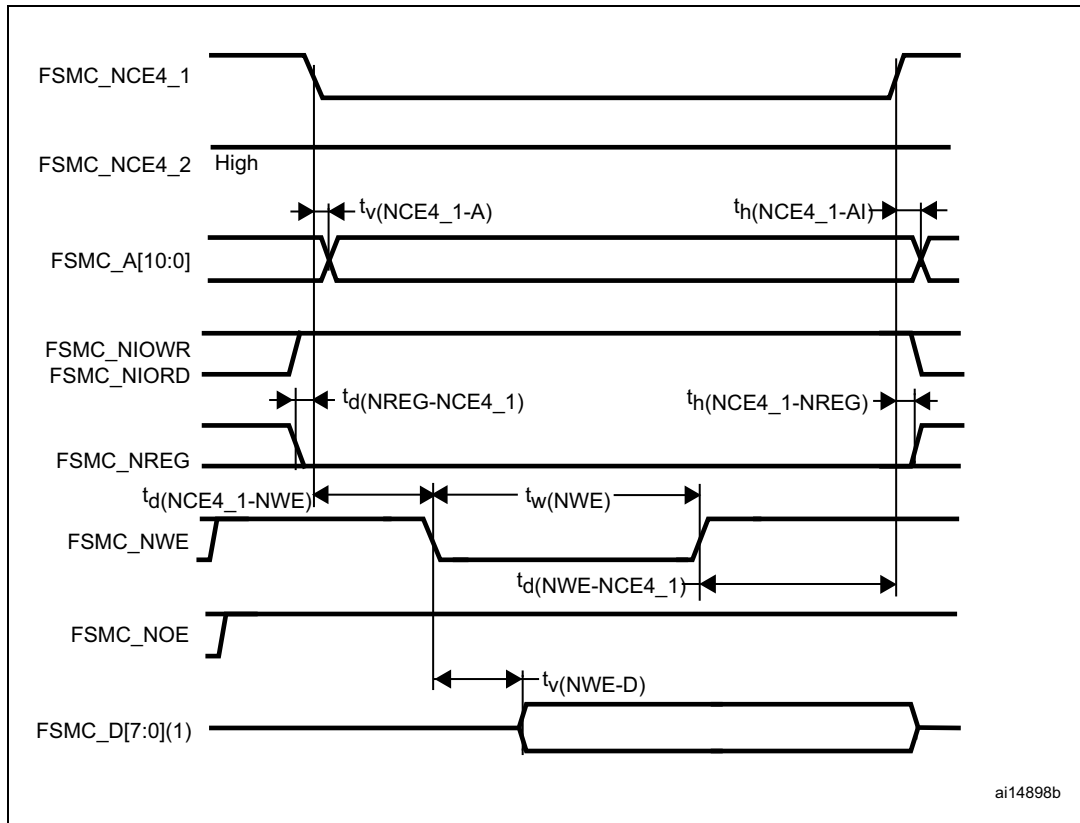 FSMC_NCE4_1
FSMC_NCE4_2 High
tv(NCE4_1-A)
th(NCE4_1-AI)
FSMC_A[10:0]
FSMC_NIOWR
FSMC_NIORD
td(NREG-NCE4_1)
th(NCE4_1-NREG)
FSMC_NREG
td(NCE4_1-NWE)
tw(NWE)
FSMC_NWE
td(NWE-NCE4_1)
FSMC_NOE
tv(NWE-D)
FSMC_D[7:0](1)
ai14898b